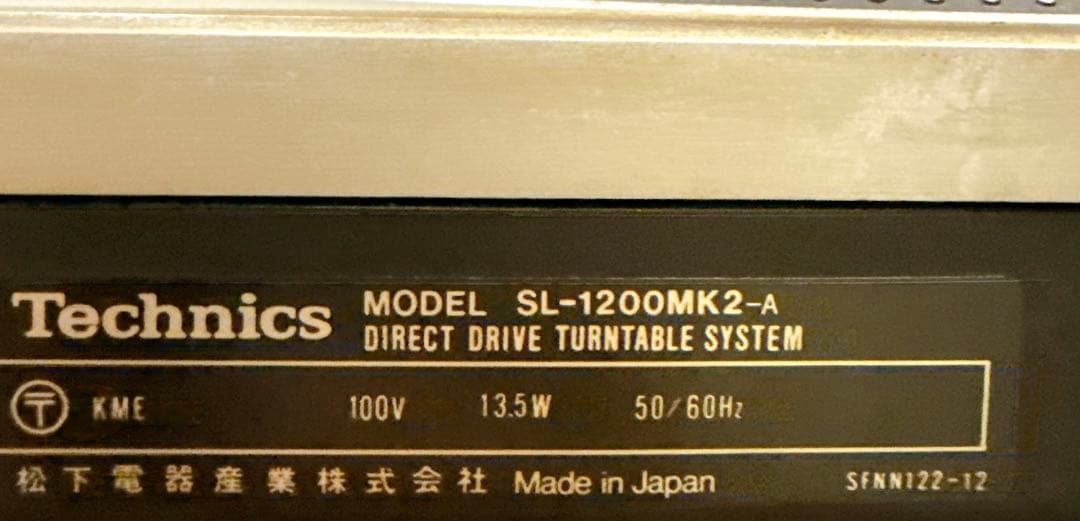 Technics MODEL SL-1200MK2-A
DIRECT DRIVE TURNTABLE SYSTEM
〒 KME 100V 13.5W 50/60Hz
松下電器産業株式会社 Made in Japan SFNN122-12